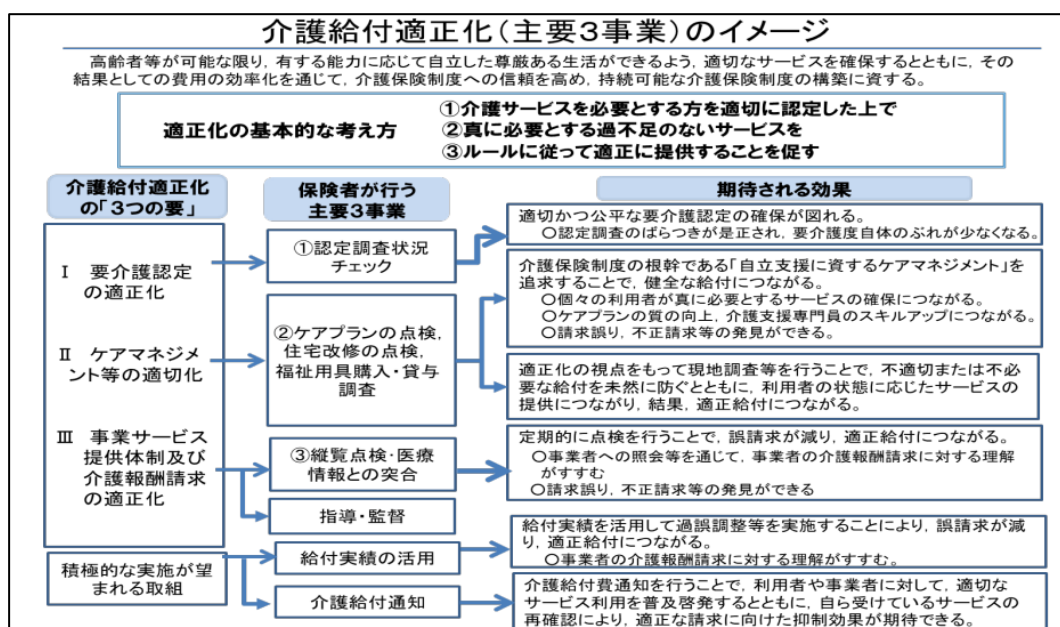 介護給付適正化（主要３事業）のイメージ
高齢者等が可能な限り，有する能力に応じて自立した尊厳ある生活ができるよう，適切なサービスを確保するとともに，その
結果としての費用の効率化を通じて，介護保険制度への信頼を高め，持続可能な介護保険制度の構築に資する。
適正化の基本的な考え方
①介護サービスを必要とする方を適切に認定した上で
②真に必要とする過不足のないサービスを
③ルールに従って適正に提供することを促す
介護給付適正化
の「３つの要」
保険者が行う
主要３事業
期待される効果
Ⅰ 要介護認定
の適正化
Ⅱ ケアマネジメ
ント等の適切化
Ⅲ 事業サービス
提供体制及び
介護報酬請求
の適正化
積極的な実施が望
まれる取組
①認定調査状況
チェック
②ケアプランの点検，
住宅改修の点検，
福祉用具購入・貸与
調査
③縦覧点検・医療
情報との突合
指導・監督
給付実績の活用
介護給付通知
適切かつ公平な要介護認定の確保が図れる。
○認定調査のばらつきが是正され，要介護度自体のぶれが少なくなる。
介護保険制度の根幹である「自立支援に資するケアマネジメント」を
追求することで，健全な給付につながる。
○個々の利用者が真に必要とするサービスの確保につながる。
○ケアプランの質の向上，介護支援専門員のスキルアップにつながる。
○請求誤り，不正請求等の発見ができる。
適正化の視点をもって現地調査等を行うことで，不適切または不必
要な給付を未然に防ぐとともに，利用者の状態に応じたサービスの
提供につながり，結果，適正給付につながる。
定期的に点検を行うことで，誤請求が減り，適正給付につながる。
○事業者への照会等を通じて，事業者の介護報酬請求に対する理解
がすすむ
○請求誤り，不正請求等の発見ができる
給付実績を活用して過誤調整等を実施することにより，誤請求が減
り，適正給付につながる。
○事業者の介護報酬請求に対する理解がすすむ。
介護給付費通知を行うことで，利用者や事業者に対して，適切な
サービス利用を普及啓発するとともに，自ら受けているサービスの
再確認により，適正な請求に向けた抑制効果が期待できる。